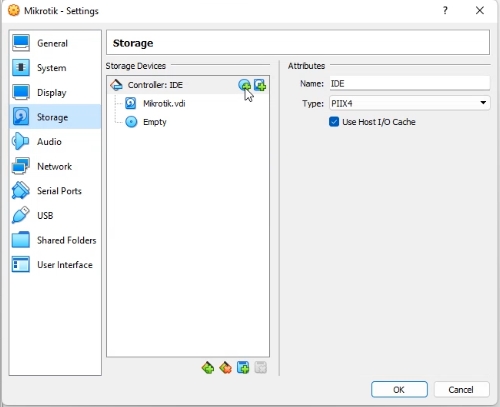 Mikrotik - Settings
General
System
Display
Storage
Audio
Network
Serial Ports
USB
Shared Folders
User Interface
Storage
Storage Devices
Controller: IDE
Mikrotik.vdi
Empty
Attributes
Name: IDE
Type: PIIX4
Use Host I/O Cache
OK
Cancel